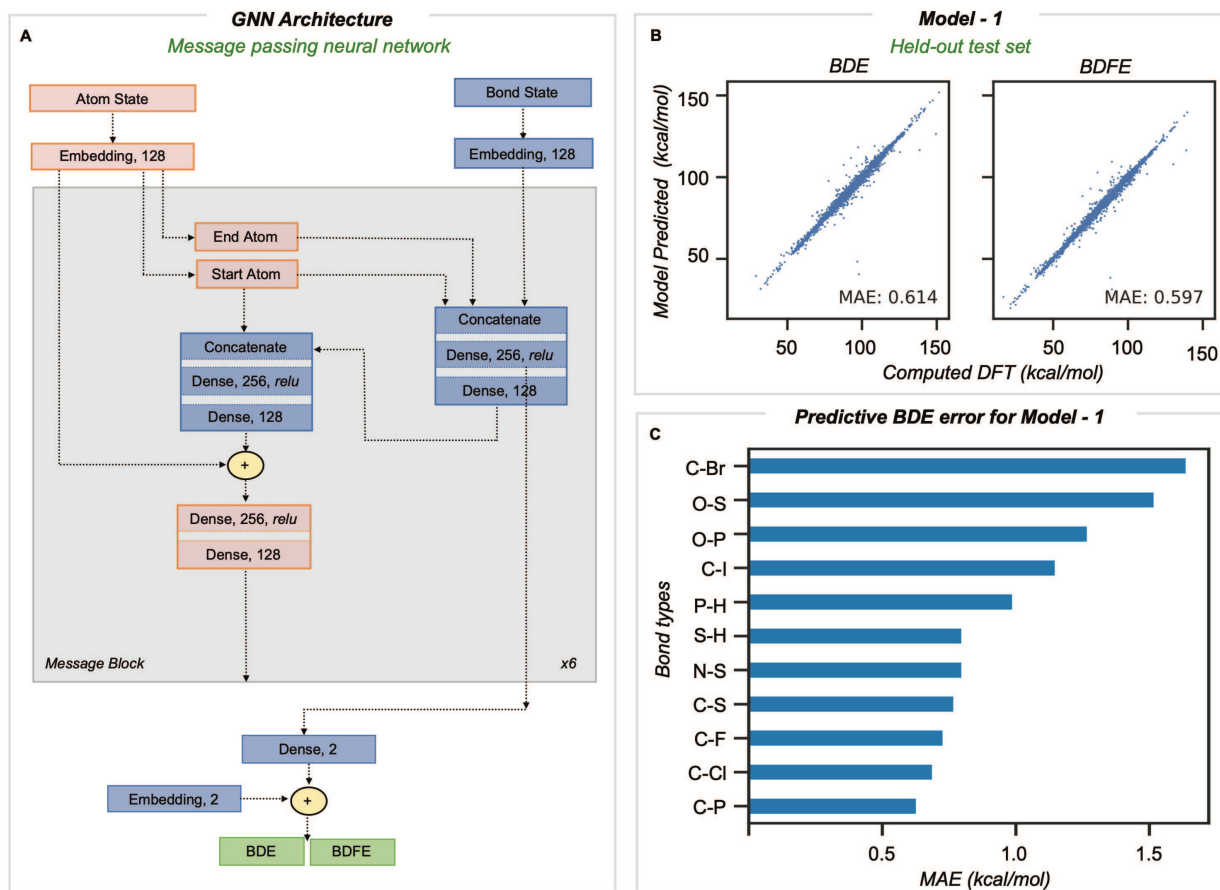 GNN Architecture
A
Message passing neural network
Atom State
Bond State
Embedding, 128
Embedding, 128
End Atom
Start Atom
Concatenate
Dense, 256, relu
Dense, 128
Concatenate
Dense, 256, relu
Dense, 128
+
Dense, 256, relu
Dense, 128
Message Block
x6
Dense, 2
Embedding, 2
+
BDE
BDFE
Model - 1
B
Held-out test set
BDE
BDFE
Model Predicted (kcal/mol)
150
100
50
MAE: 0.614
MAE: 0.597
50
100
150
50
100
150
Computed DFT (kcal/mol)
Predictive BDE error for Model - 1
C
Bond types
C-Br
O-S
O-P
C-I
P-H
S-H
N-S
C-S
C-F
C-Cl
C-P
0.5
1.0
1.5
MAE (kcal/mol)